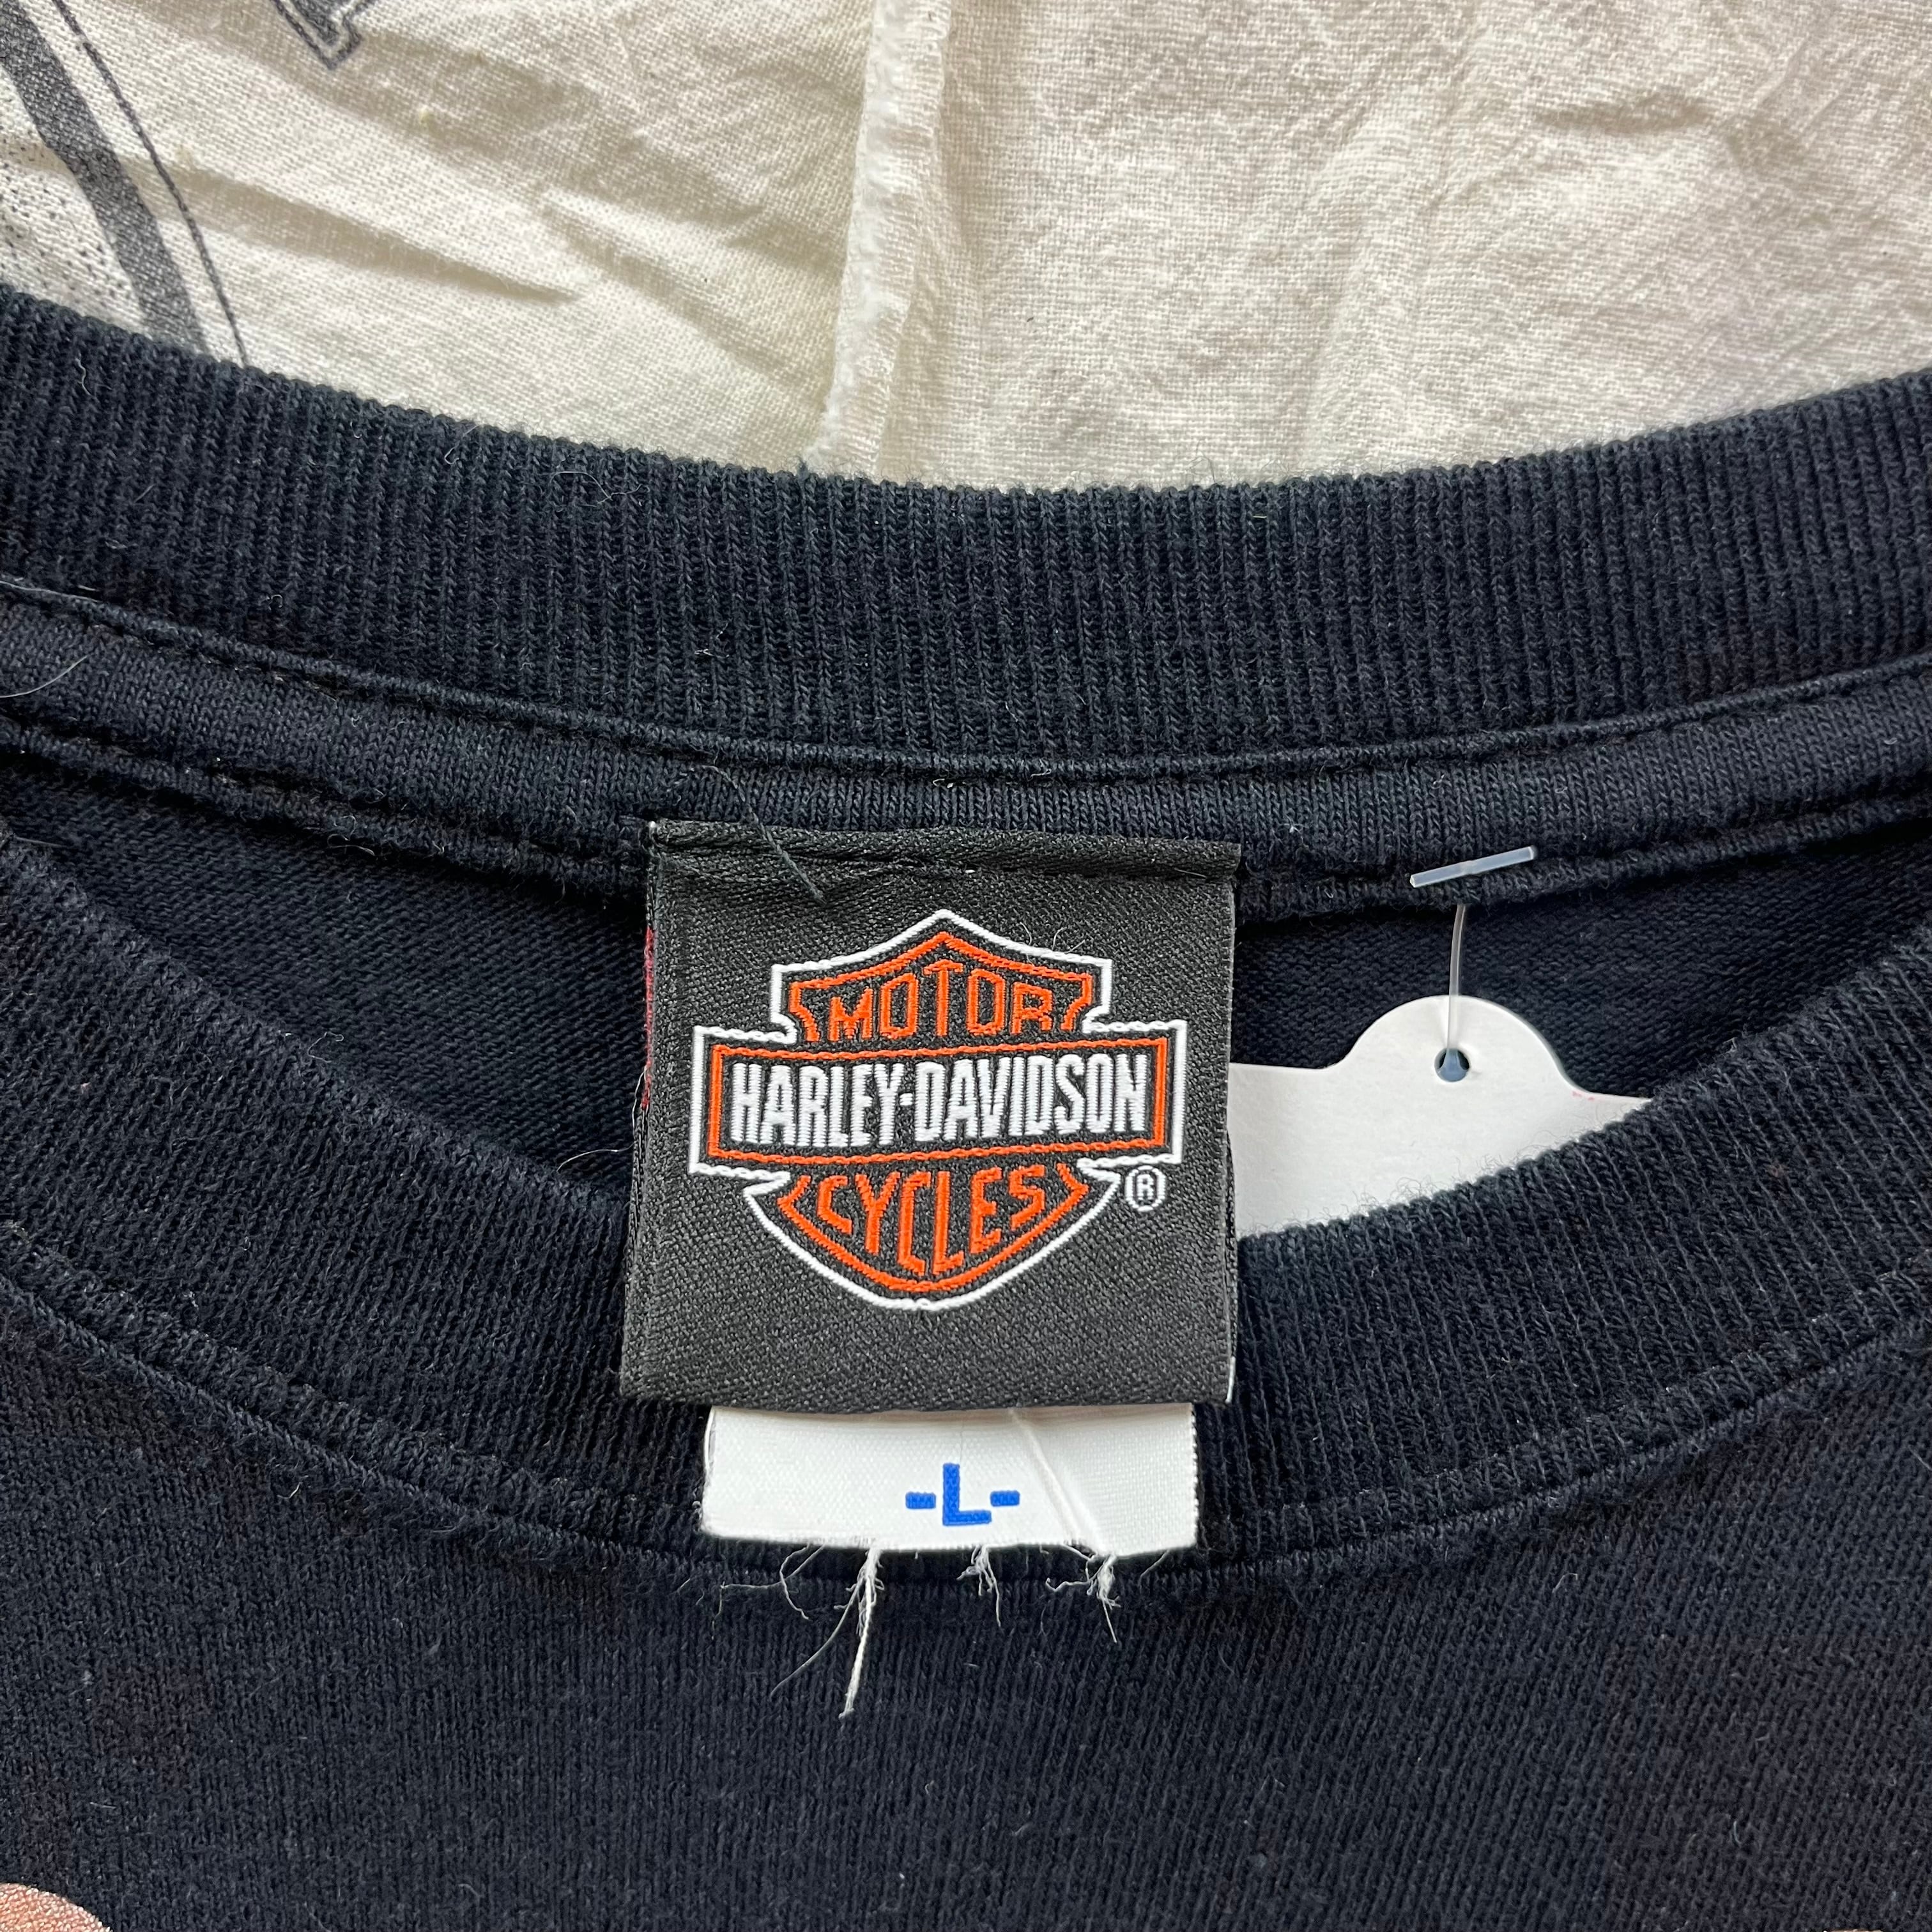 MOTOR
HARLEY-DAVIDSON
CYCLES
®
-L-